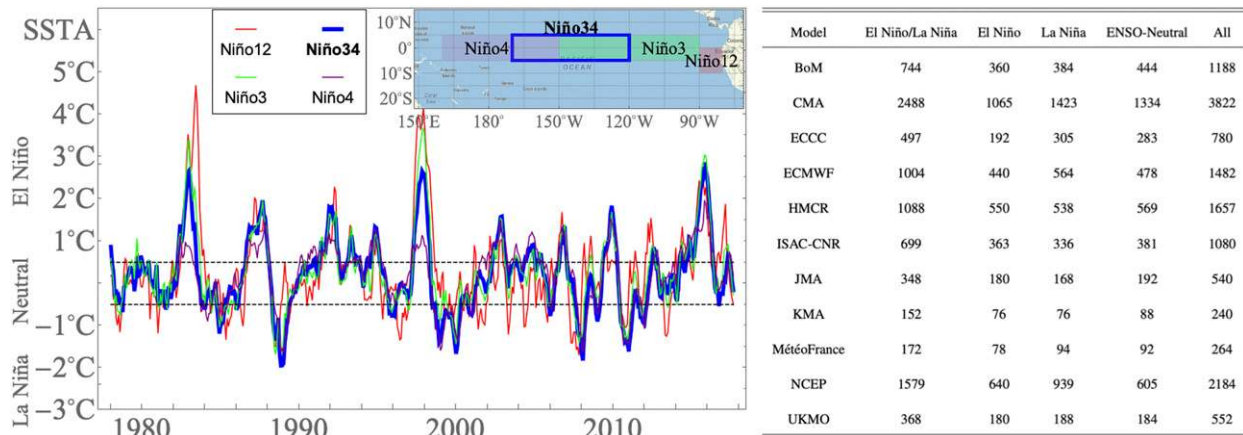 SSTA
5°C
4°C
3°C
2°C
1°C
−1°C
−2°C
−3°C
El Niño
Neutral
La Niña
1980
1990
2000
2010
Niño12
Niño34
Niño3
Niño4
Niño34
Niño4
Niño3
Niño12
10°N
0°
10°S
20°S
150°E
180°
150°W
120°W
90°W
OCEAN
Model El Niño/La Niña El Niño La Niña ENSO-Neutral All
BoM 744 360 384 444 1188
CMA 2488 1065 1423 1334 3822
ECCC 497 192 305 283 780
ECMWF 1004 440 564 478 1482
HMCR 1088 550 538 569 1657
ISAC-CNR 699 363 336 381 1080
JMA 348 180 168 192 540
KMA 152 76 76 88 240
MétéoFrance 172 78 94 92 264
NCEP 1579 640 939 605 2184
UKMO 368 180 188 184 552